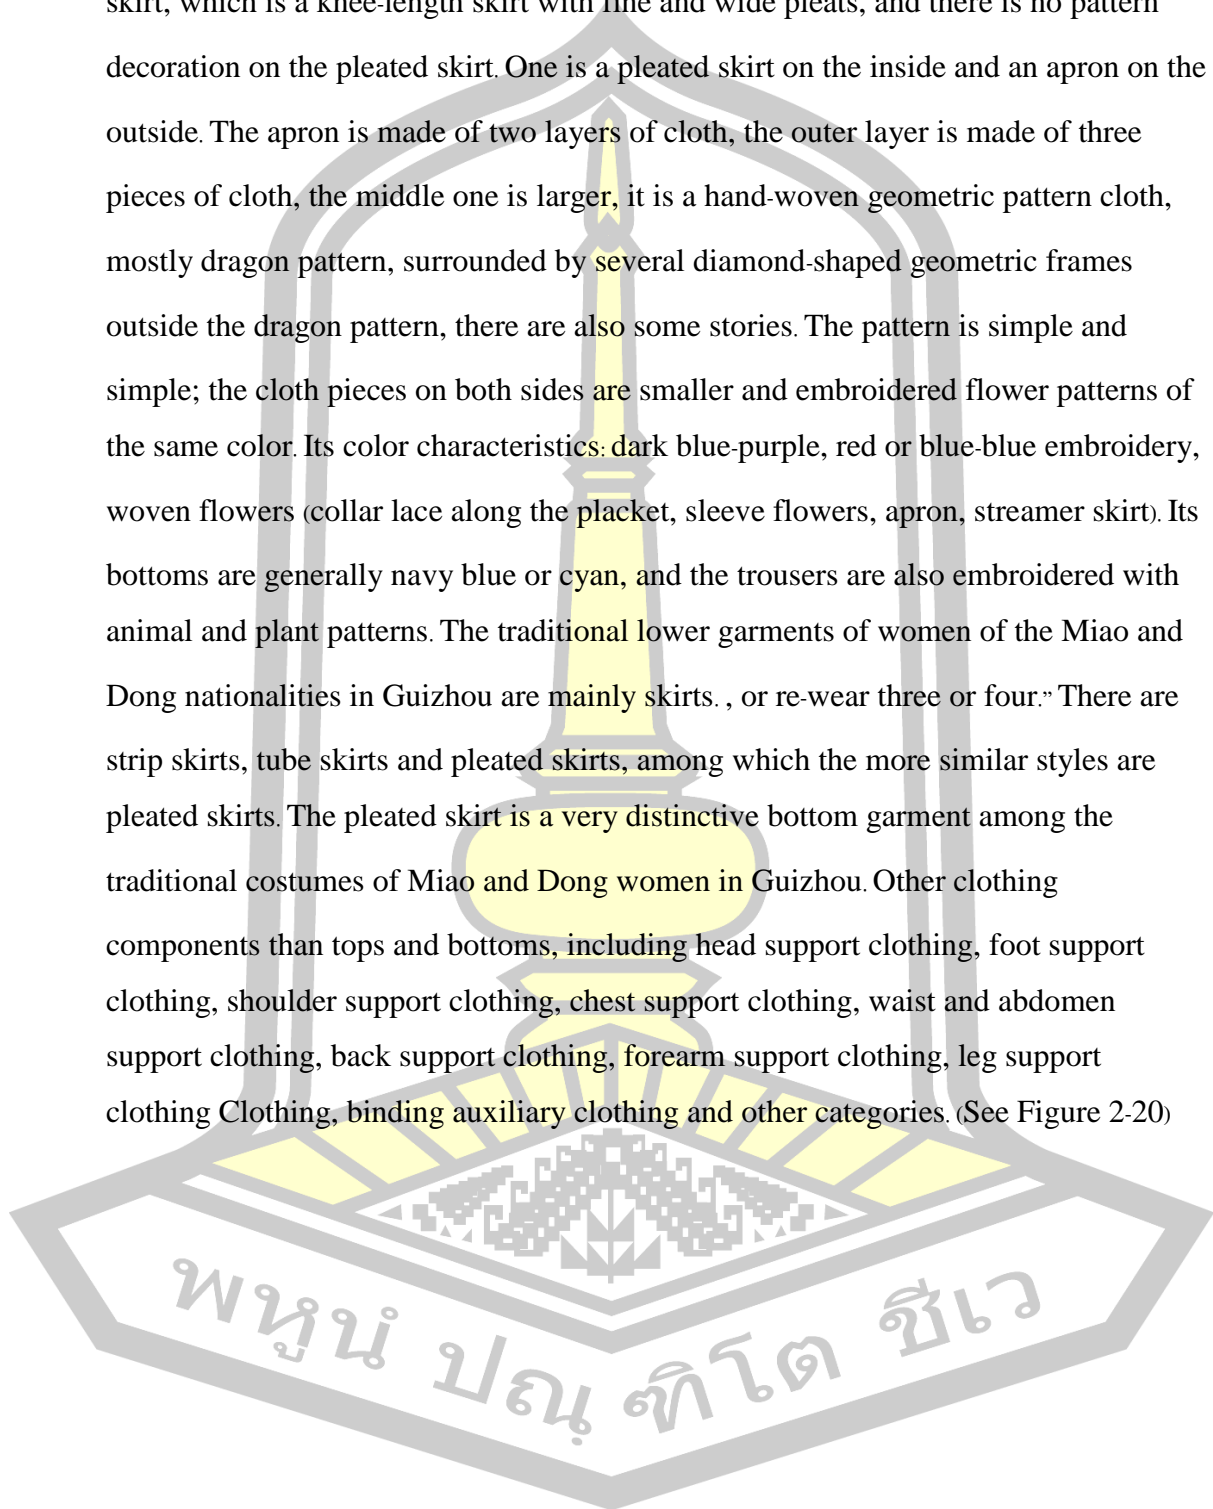 skirt, which is a knee-length skirt with fine and wide pleats, and there is no pattern
decoration on the pleated skirt. One is a pleated skirt on the inside and an apron on the
outside. The apron is made of two layers of cloth, the outer layer is made of three
pieces of cloth, the middle one is larger, it is a hand-woven geometric pattern cloth,
mostly dragon pattern, surrounded by several diamond-shaped geometric frames
outside the dragon pattern, there are also some stories. The pattern is simple and
simple; the cloth pieces on both sides are smaller and embroidered flower patterns of
the same color. Its color characteristics: dark blue-purple, red or blue-blue embroidery,
woven flowers (collar lace along the placket, sleeve flowers, apron, streamer skirt). Its
bottoms are generally navy blue or cyan, and the trousers are also embroidered with
animal and plant patterns. The traditional lower garments of women of the Miao and
Dong nationalities in Guizhou are mainly skirts. , or re-wear three or four.” There are
strip skirts, tube skirts and pleated skirts, among which the more similar styles are
pleated skirts. The pleated skirt is a very distinctive bottom garment among the
traditional costumes of Miao and Dong women in Guizhou. Other clothing
components than tops and bottoms, including head support clothing, foot support
clothing, shoulder support clothing, chest support clothing, waist and abdomen
support clothing, back support clothing, forearm support clothing, leg support
clothing Clothing, binding auxiliary clothing and other categories. (See Figure 2-20)
พหูนํ ปณฺฑิโต ชีเว